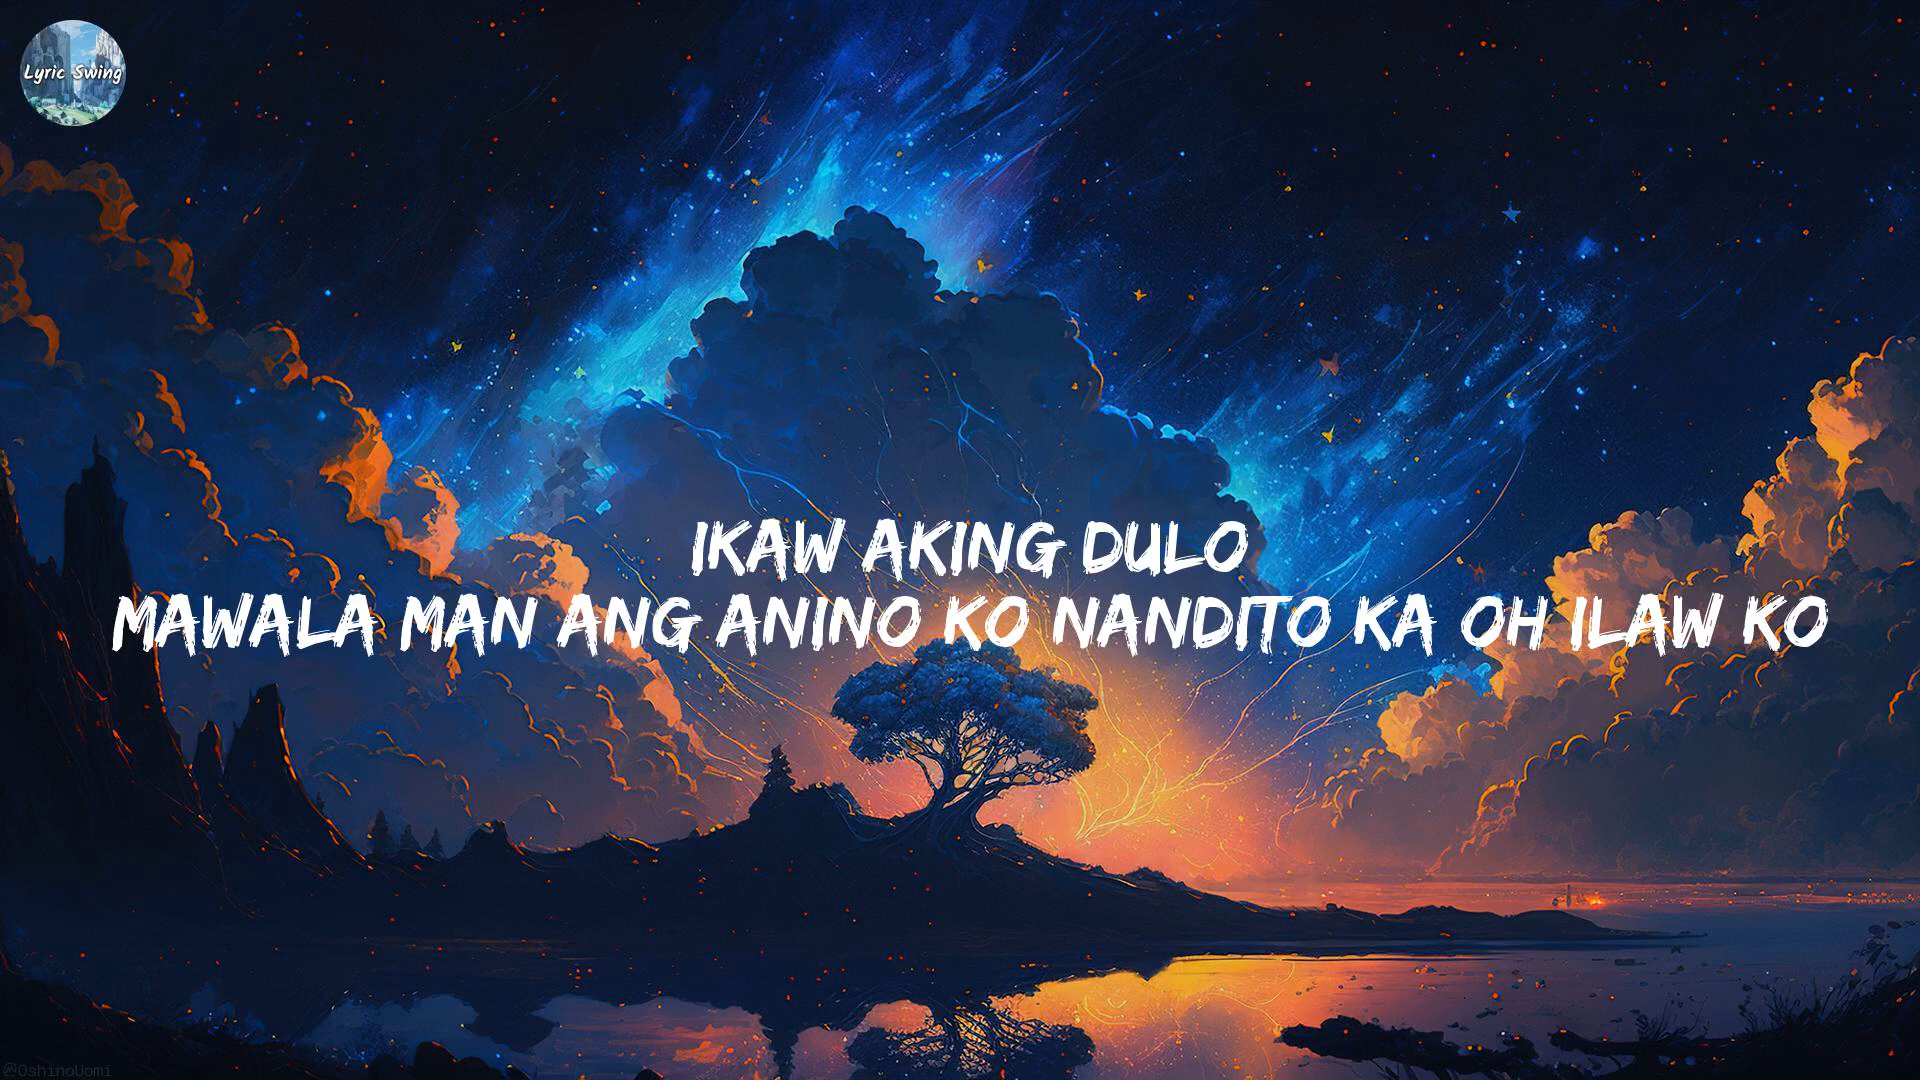 Lyric Swing
IKAW AKING DULO
MAWALA MAN ANG ANINO KO NANDITO KA OH ILAW KO
@OshinoUomi